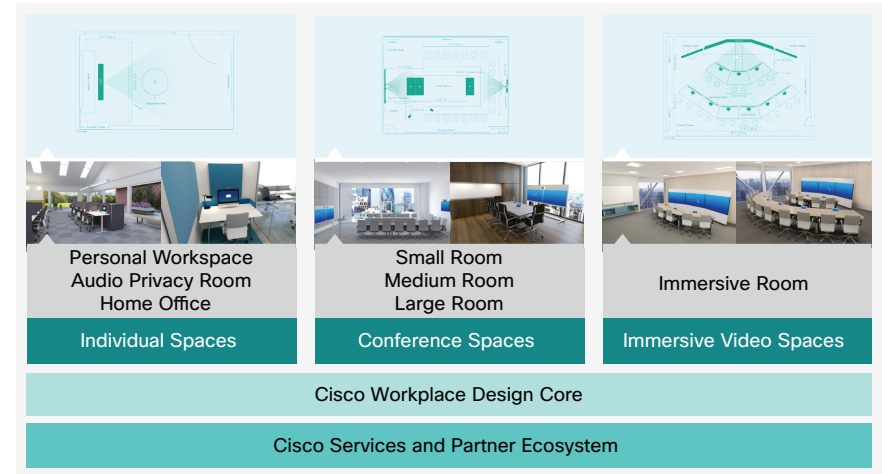 Personal Workspace
Audio Privacy Room
Home Office
Individual Spaces
Small Room
Medium Room
Large Room
Conference Spaces
Immersive Room
Immersive Video Spaces
Cisco Workplace Design Core
Cisco Services and Partner Ecosystem